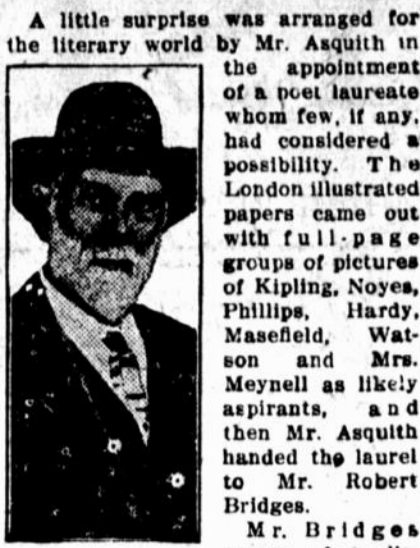 A little surprise was arranged for
the literary world by Mr. Asquith in
the appointment
of a poet laureate
whom few, if any,
had considered a
possibility. The
London illustrated
papers came out
with full-page
groups of pictures
of Kipling, Noyes,
Phillips, Hardy,
Masefield, Wat-
son and Mrs.
Meynell as likely
aspirants, and
then Mr. Asquith
handed the laurel
to Mr. Robert
Bridges.
Mr. Bridges